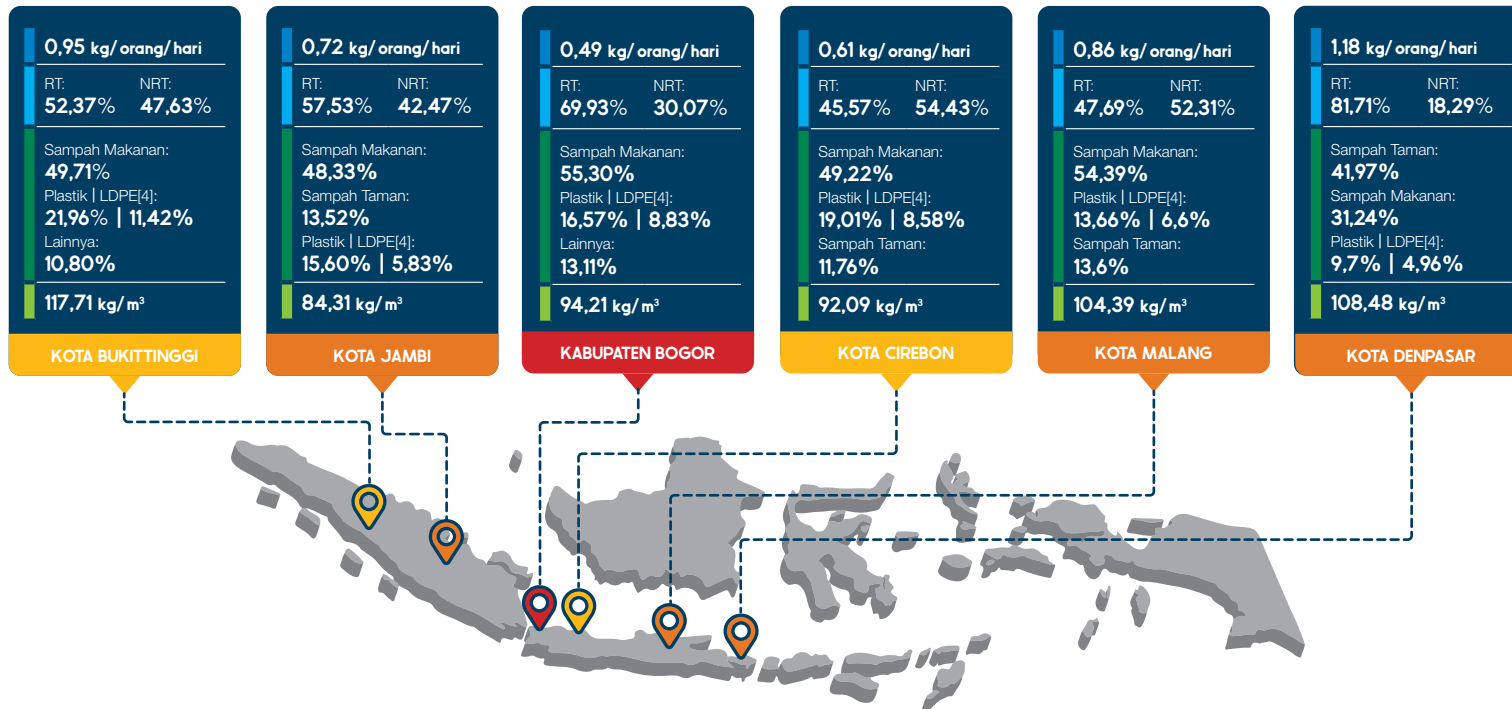 0,95 kg/orang/hari
RT: NRT:
52,37% 47,63%
Sampah Makanan:
49,71%
Plastik | LDPE[4]:
21,96% | 11,42%
Lainnya:
10,80%
117,71 kg/m³
KOTA BUKITTINGGI
0,72 kg/orang/hari
RT: NRT:
57,53% 42,47%
Sampah Makanan:
48,33%
Sampah Taman:
13,52%
Plastik | LDPE[4]:
15,60% | 5,83%
84,31 kg/m³
KOTA JAMBI
0,49 kg/orang/hari
RT: NRT:
69,93% 30,07%
Sampah Makanan:
55,30%
Plastik | LDPE[4]:
16,57% | 8,83%
Lainnya:
13,11%
94,21 kg/m³
KABUPATEN BOGOR
0,61 kg/orang/hari
RT: NRT:
45,57% 54,43%
Sampah Makanan:
49,22%
Plastik | LDPE[4]:
19,01% | 8,58%
Sampah Taman:
11,76%
92,09 kg/m³
KOTA CIREBON
0,86 kg/orang/hari
RT: NRT:
47,69% 52,31%
Sampah Makanan:
54,39%
Plastik | LDPE[4]:
13,66% | 6,6%
Sampah Taman:
13,6%
104,39 kg/m³
KOTA MALANG
1,18 kg/orang/hari
RT: NRT:
81,71% 18,29%
Sampah Taman:
41,97%
Sampah Makanan:
31,24%
Plastik | LDPE[4]:
9,7% | 4,96%
108,48 kg/m³
KOTA DENPASAR